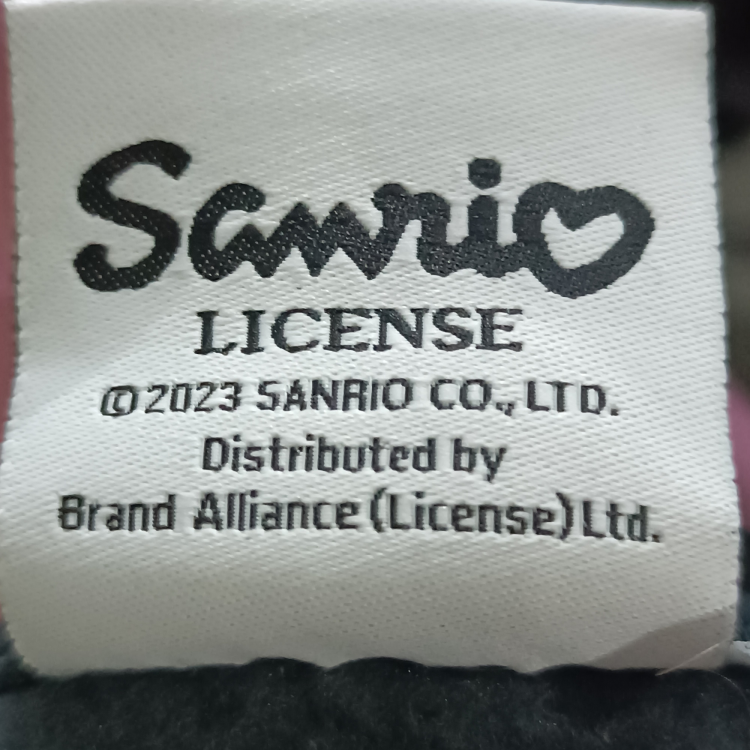 Sanrio
LICENSE
©2023 SANRIO CO., LTD.
Distributed by
Brand Alliance (License) Ltd.